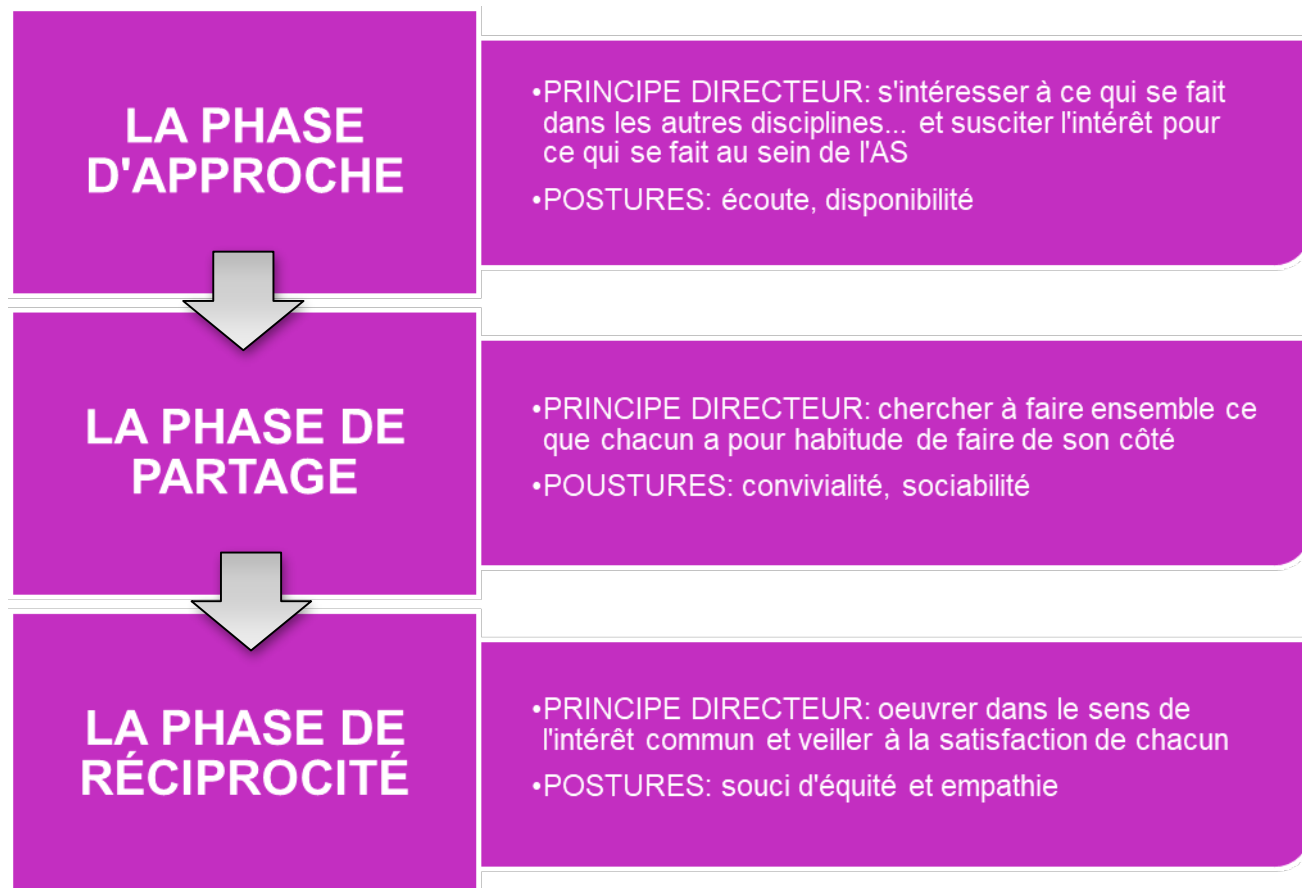 LA PHASE
D'APPROCHE
•PRINCIPE DIRECTEUR: s'intéresser à ce qui se fait
dans les autres disciplines... et susciter l'intérêt pour
ce qui se fait au sein de l'AS
•POSTURES: écoute, disponibilité
LA PHASE DE
PARTAGE
•PRINCIPE DIRECTEUR: chercher à faire ensemble ce
que chacun a pour habitude de faire de son côté
•POUSTURES: convivialité, sociabilité
LA PHASE DE
RÉCIPROCITÉ
•PRINCIPE DIRECTEUR: oeuvrer dans le sens de
l'intérêt commun et veiller à la satisfaction de chacun
•POSTURES: souci d'équité et empathie